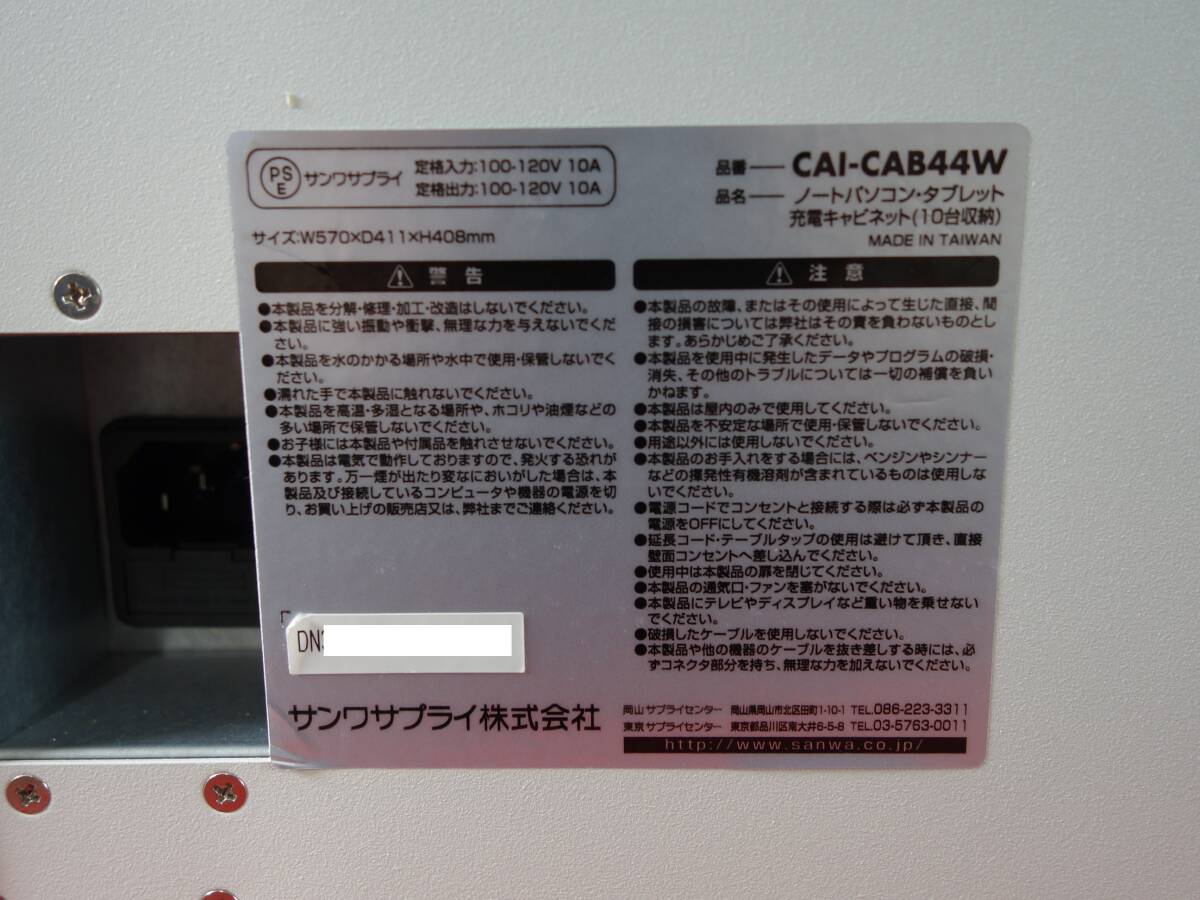 PS
E
サンワサプライ
定格入力:100-120V 10A
定格出力:100-120V 10A
サイズ:W570×D411×H408mm
品番 ── CAI-CAB44W
品名 ── ノートパソコン・タブレット
充電キャビネット(10台収納)
MADE IN TAIWAN
警告
●本製品を分解・修理・加工・改造はしないでください。
●本製品に強い振動や衝撃、無理な力を与えないでくだ
さい。
●本製品を水のかかる場所や水中で使用・保管しないでく
ださい。
●濡れた手で本製品に触れないでください。
●本製品を高温・多湿となる場所や、ホコリや油煙などの
多い場所で保管しないでください。
●お子様には本製品や付属品を触れさせないでください。
●本製品は電気で動作しておりますので、発火する恐れが
あります。万一煙が出たり変なにおいがした場合は、本
製品及び接続しているコンピュータや機器の電源を切
り、お買い上げの販売店又は、弊社までご連絡ください。
注意
●本製品の故障、またはその使用によって生じた直接、間
接の損害については弊社はその責を負わないものとし
ます。あらかじめご了承ください。
●本製品を使用中に発生したデータやプログラムの破損・
消失、その他のトラブルについては一切の補償を負い
かねます。
●本製品は屋内のみで使用してください。
●本製品を不安定な場所で使用・保管しないでください。
●用途以外には使用しないでください。
●本製品のお手入れをする場合には、ベンジンやシンナー
などの揮発性有機溶剤が含まれているものは使用しな
いでください。
●電源コードでコンセントと接続する際は必ず本製品の
電源をOFFにしてください。
●延長コード・テーブルタップの使用は避けて頂き、直接
壁面コンセントへ差し込んでください。
●使用中は本製品の扉を閉じてください。
●本製品の通気口・ファンを塞がないでください。
●本製品にテレビやディスプレイなど重い物を乗せない
でください。
●破損したケーブルを使用しないでください。
●本製品や他の機器のケーブルを抜き差しする時には、必
ずコネクタ部分を持ち、無理な力を加えないでください。
DN
サンワサプライ株式会社
岡山 サプライセンター 岡山県岡山市北区田町1-10-1 TEL.086-223-3311
東京 サプライセンター 東京都品川区南大井6-5-8 TEL.03-5763-0011
http://www.sanwa.co.jp/